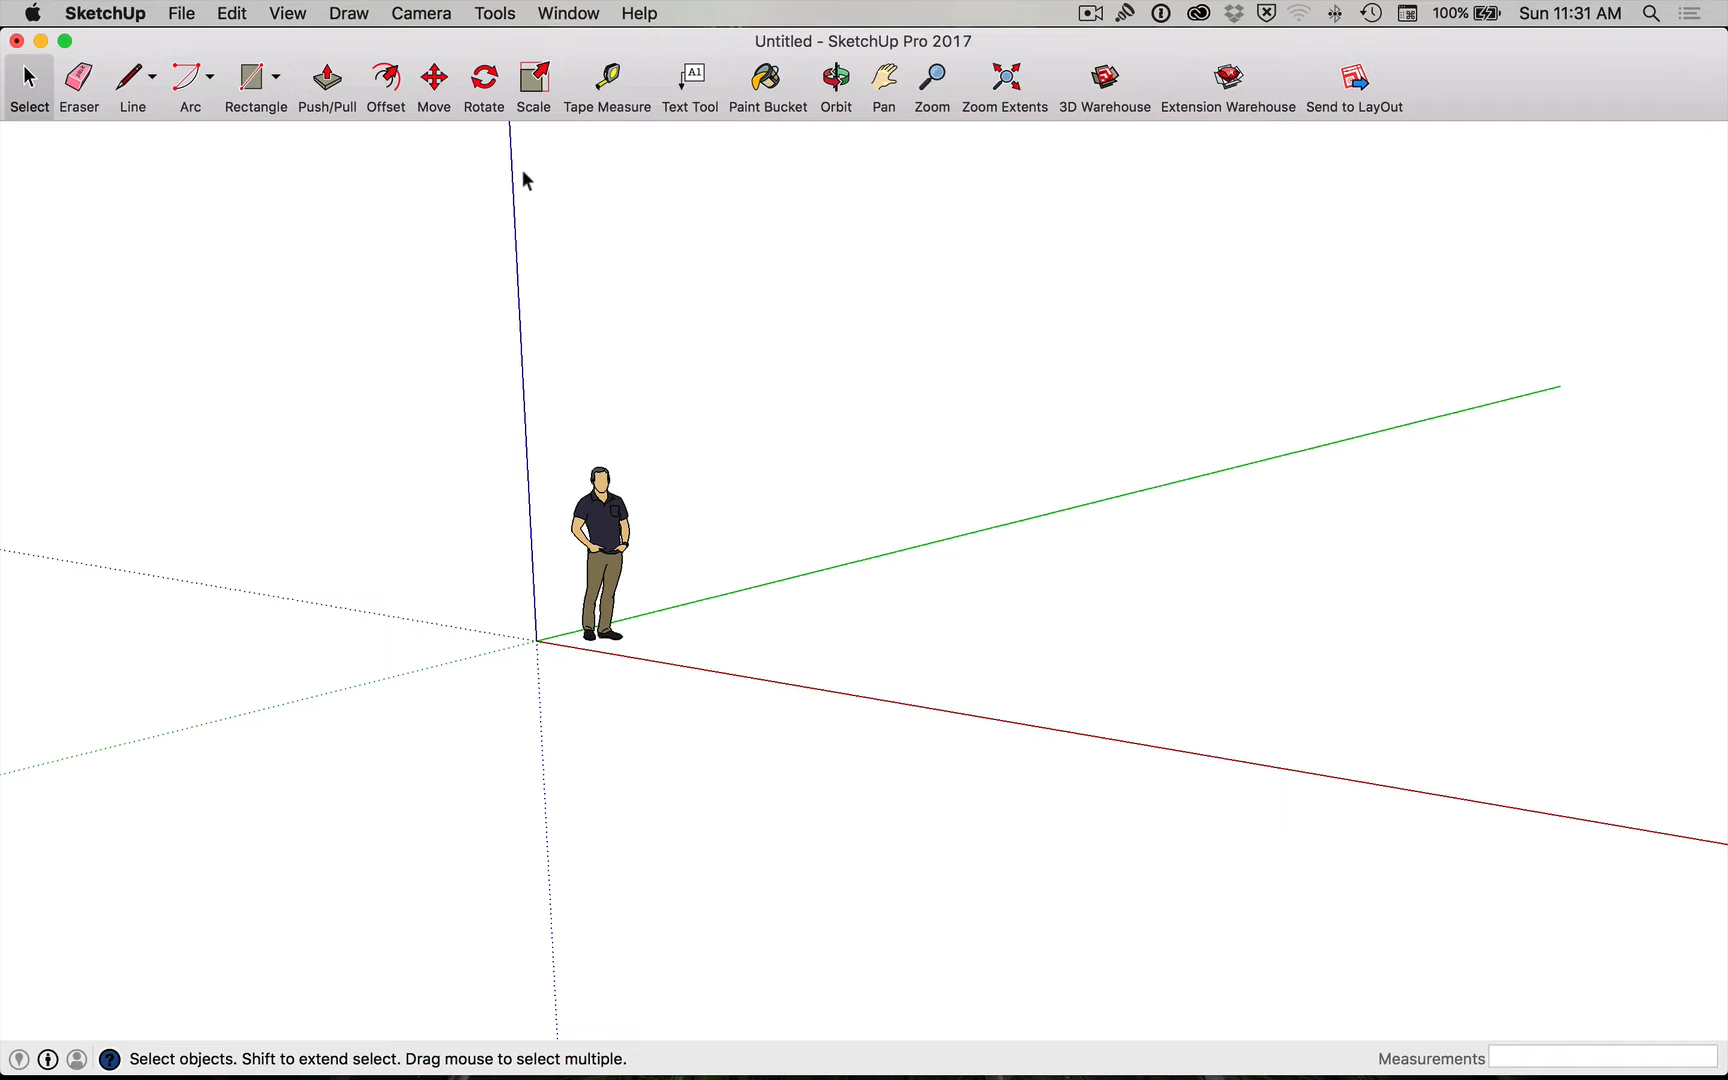 SketchUp File Edit View Draw Camera Tools Window Help 100% Sun 11:31 AM
Untitled - SketchUp Pro 2017
A1
Select Eraser Line Arc Rectangle Push/Pull Offset Move Rotate Scale Tape Measure Text Tool Paint Bucket Orbit Pan Zoom Zoom Extents 3D Warehouse Extension Warehouse Send to LayOut
Select objects. Shift to extend select. Drag mouse to select multiple. Measurements